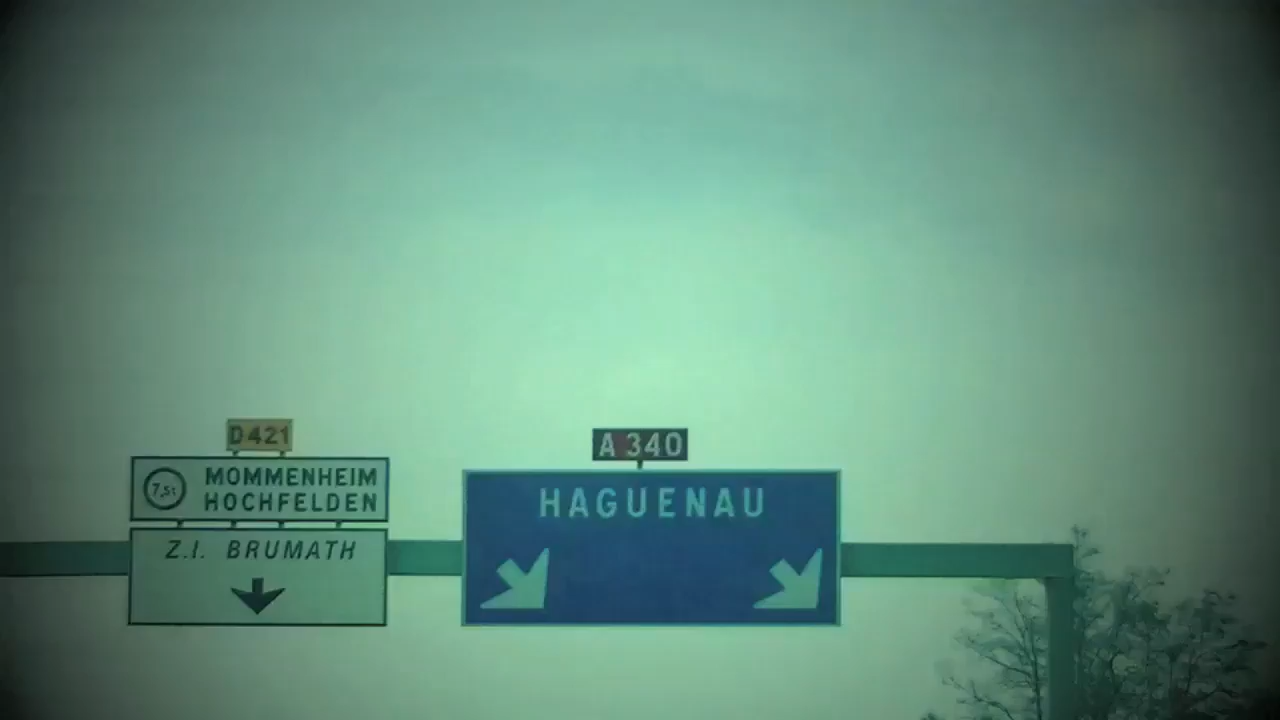 D421
7,5t
MOMMENHEIM
HOCHFELDEN
Z.I. BRUMATH
A 340
HAGUENAU